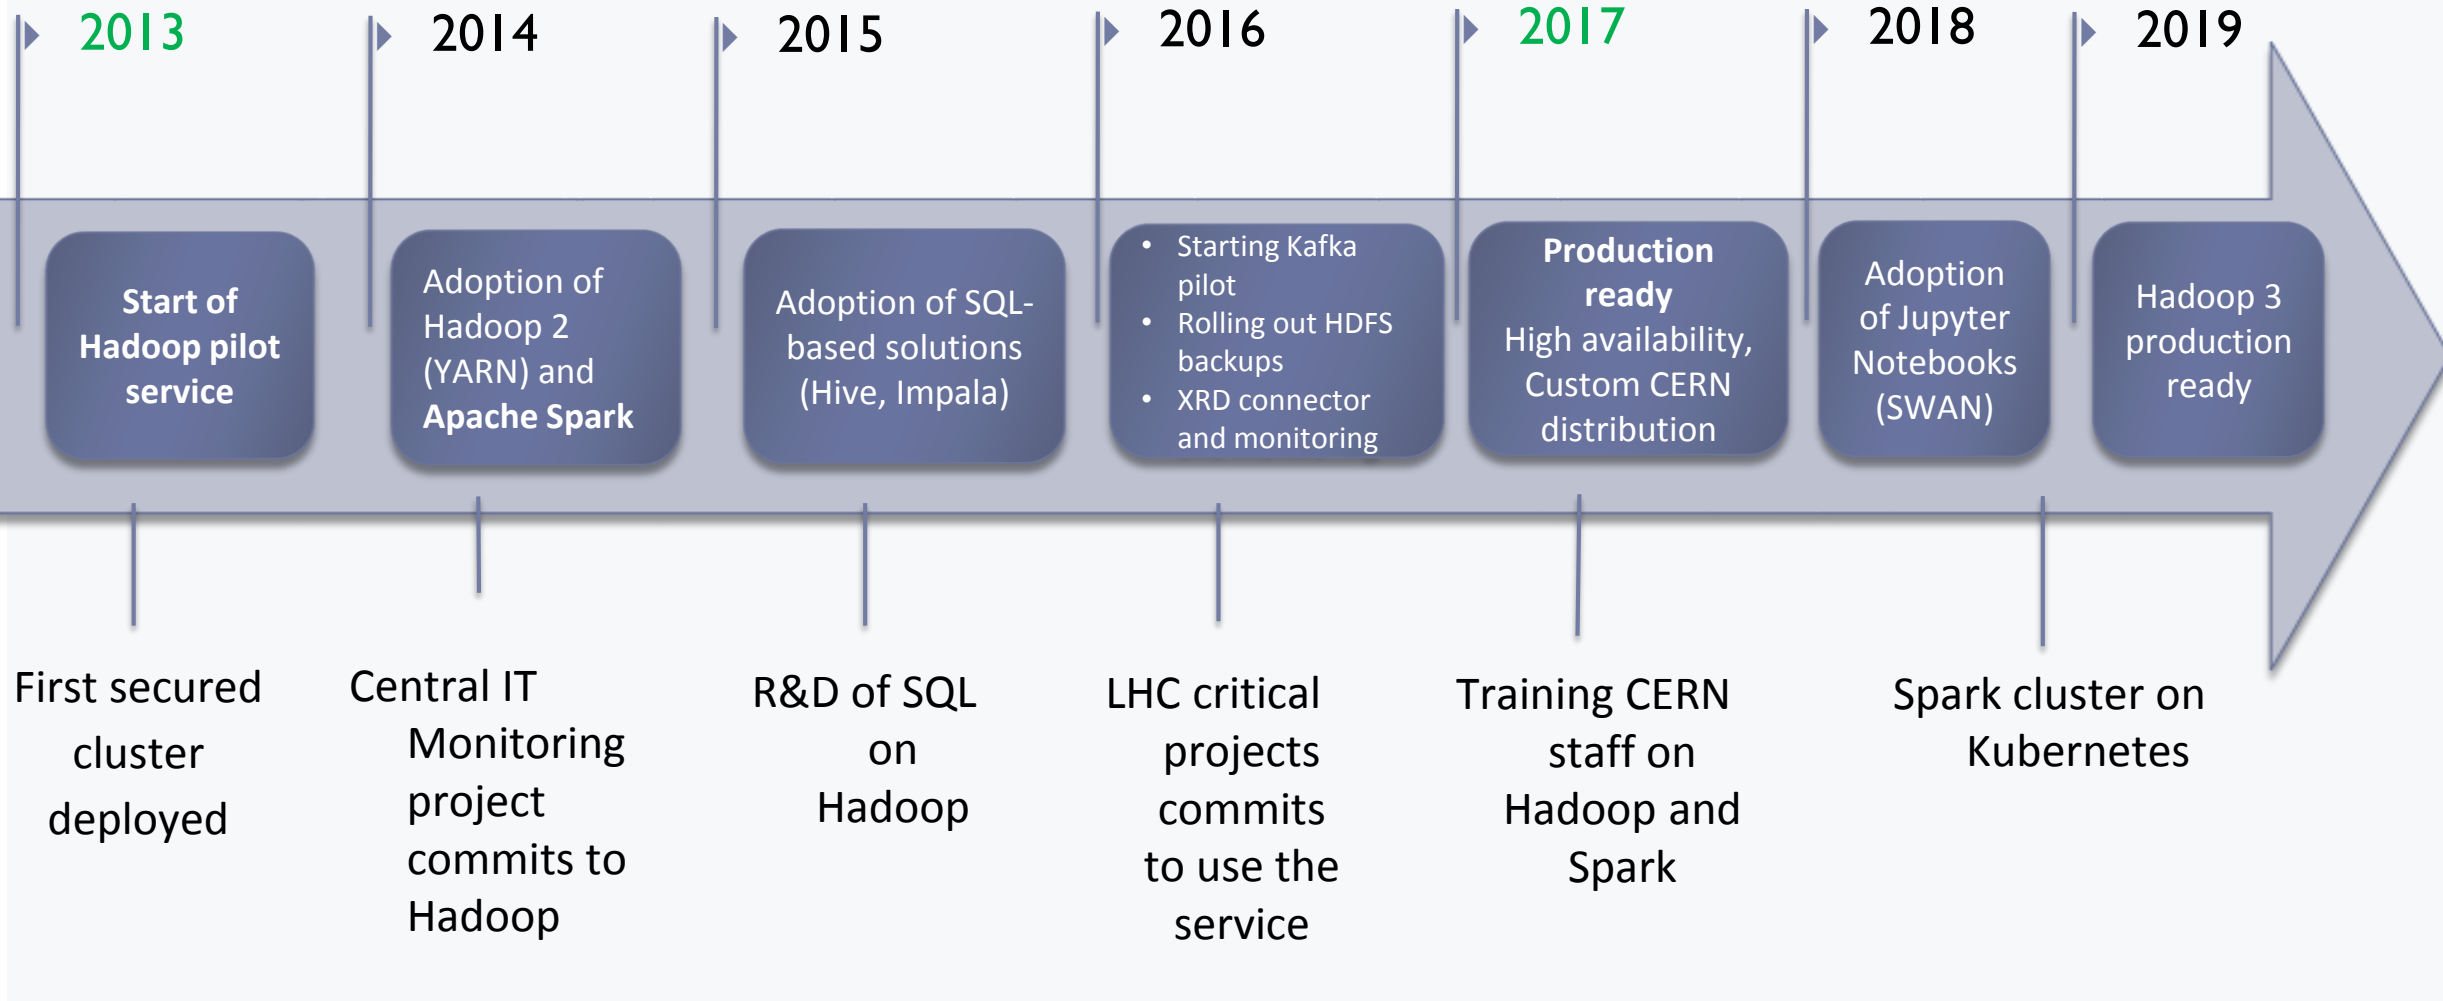 2013
2014
2015
2016
2017
2018
2019
Start of
Hadoop pilot
service
Adoption of
Hadoop 2
(YARN) and
Apache Spark
Adoption of SQL-
based solutions
(Hive, Impala)
• Starting Kafka
pilot
• Rolling out HDFS
backups
• XRD connector
and monitoring
Production
ready
High availability,
Custom CERN
distribution
Adoption
of Jupyter
Notebooks
(SWAN)
Hadoop 3
production
ready
First secured
cluster
deployed
Central IT
Monitoring
project
commits to
Hadoop
R&D of SQL
on
Hadoop
LHC critical
projects
commits
to use the
service
Training CERN
staff on
Hadoop and
Spark
Spark cluster on
Kubernetes